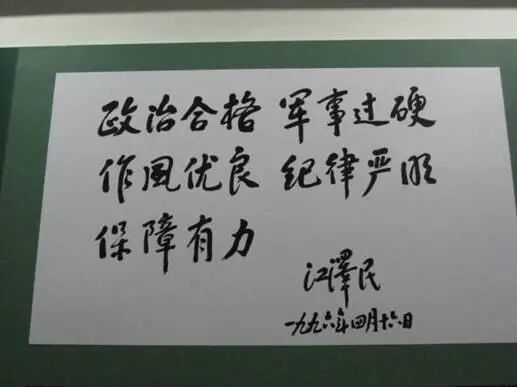 政治合格 军事过硬
作风优良 纪律严明
保障有力
江泽民
一九九六年四月十六日